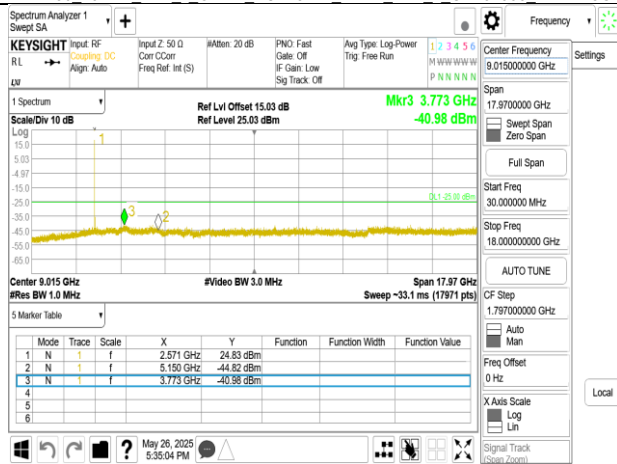 Spectrum Analyzer 1
Swept SA
+
Frequency
KEYSIGHT
RL
Input: RF
Coupling: DC
Align: Auto
Input Z: 50 Ω
Corr CCorr
Freq Ref: Int (S)
#Atten: 20 dB
PNO: Fast
Gate: Off
IF Gain: Low
Sig Track: Off
Avg Type: Log-Power
Trig: Free Run
1 2 3 4 5 6
M W W W W W
P N N N N N
LXI
1 Spectrum
Scale/Div 10 dB
Ref Lvl Offset 15.03 dB
Ref Level 25.03 dBm
Mkr3 3.773 GHz
-40.98 dBm
Log
15.0
5.03
-4.97
-15.0
-25.0
-35.0
-45.0
-55.0
-65.0
1
3
2
DL1 -25.00 dBm
Center 9.015 GHz
#Video BW 3.0 MHz
Span 17.97 GHz
#Res BW 1.0 MHz
Sweep ~33.1 ms (17971 pts)
5 Marker Table
Mode Trace Scale X Y Function Function Width Function Value
1 N 1 f 2.571 GHz 24.83 dBm
2 N 1 f 5.150 GHz -44.82 dBm
3 N 1 f 3.773 GHz -40.98 dBm
4
5
6
?
May 26, 2025
5:35:04 PM
Center Frequency
9.015000000 GHz
Span
17.9700000 GHz
Swept Span
Zero Span
Full Span
Start Freq
30.000000 MHz
Stop Freq
18.000000000 GHz
AUTO TUNE
CF Step
1.797000000 GHz
Auto
Man
Freq Offset
0 Hz
X Axis Scale
Log
Lin
Signal Track
(Span Zoom)
Settings
Local